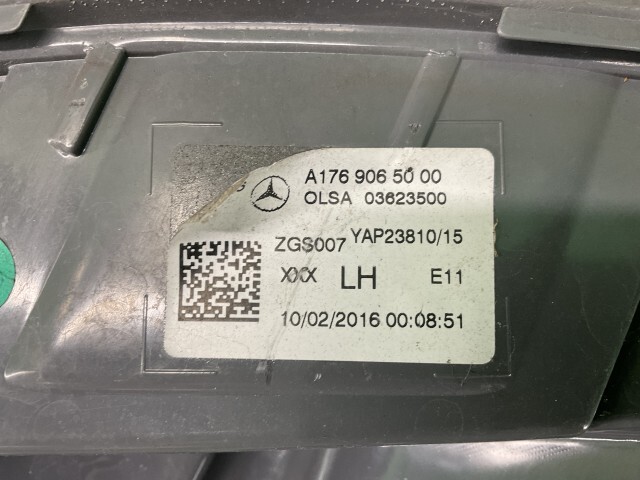 A176 906 50 00
OLSA 03623500
ZGS007 YAP23810/15
XXX LH E11
10/02/2016 00:08:51